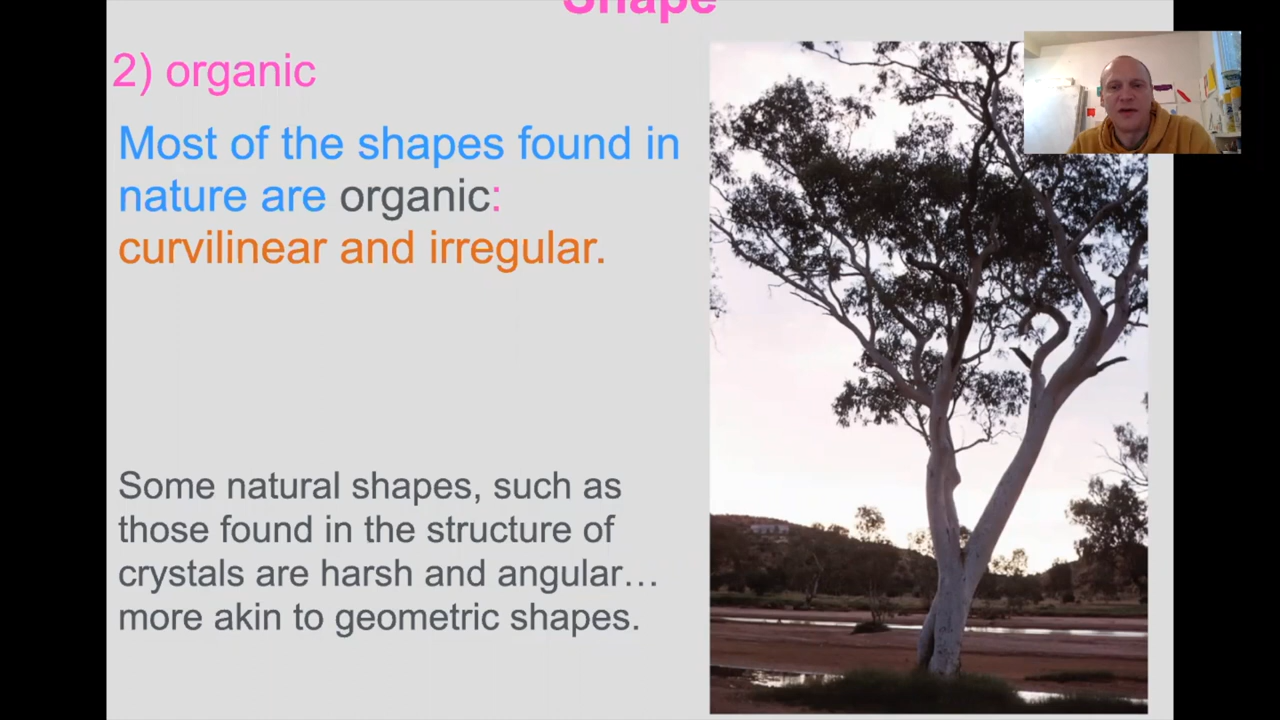 Shape
2) organic
Most of the shapes found in
nature are organic:
curvilinear and irregular.
Some natural shapes, such as
those found in the structure of
crystals are harsh and angular…
more akin to geometric shapes.